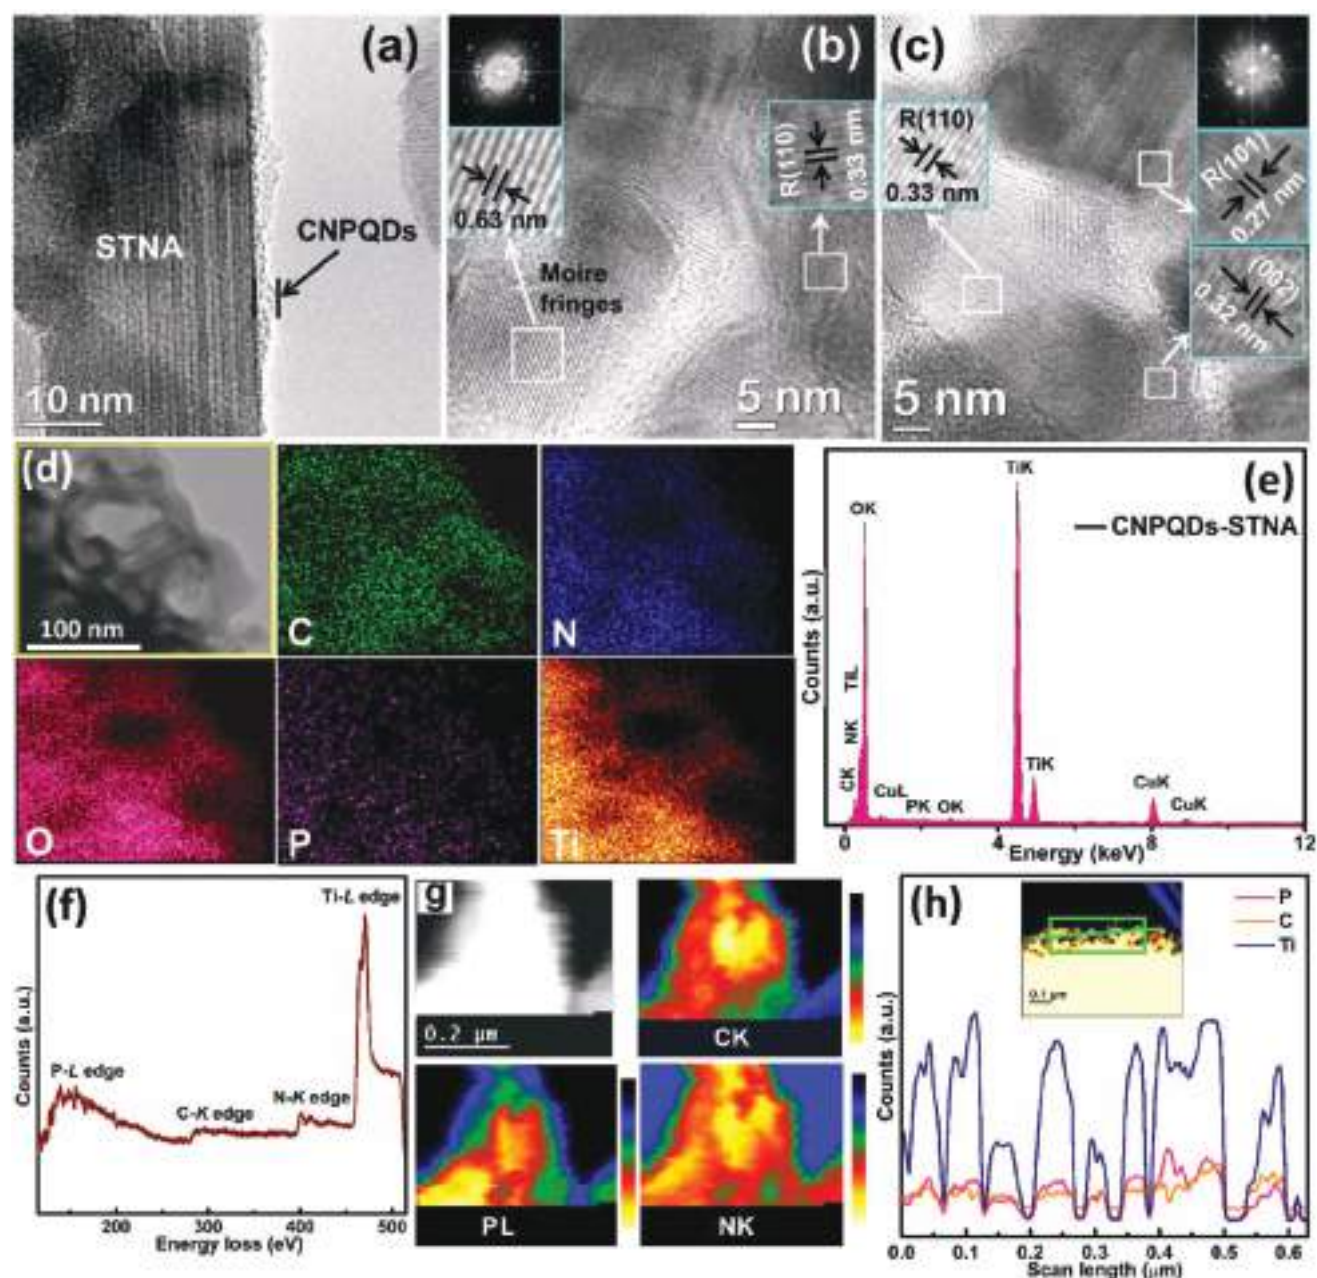 (a)
STNA
CNPQDs
10 nm
(b)
0.63 nm
Moire
fringes
R(110)
0.33 nm
5 nm
(c)
R(110)
0.33 nm
R(101)
0.27 nm
(002)
0.32 nm
5 nm
(d)
100 nm
C
N
O
P
Ti
(e)
CNPQDs-STNA
TiK
OK
TiL
NK
CK
CuL
PK
OK
TiK
CuK
CuK
Counts (a.u.)
0
4
8
12
Energy (keV)
(f)
Ti-L edge
P-L edge
C-K edge
N-K edge
Counts (a.u.)
200
300
400
500
Energy loss (eV)
g
0.2 μm
CK
PL
NK
(h)
P
C
Ti
0.1 μm
Counts (a.u.)
0.0
0.1
0.2
0.3
0.4
0.5
0.6
Scan length (μm)